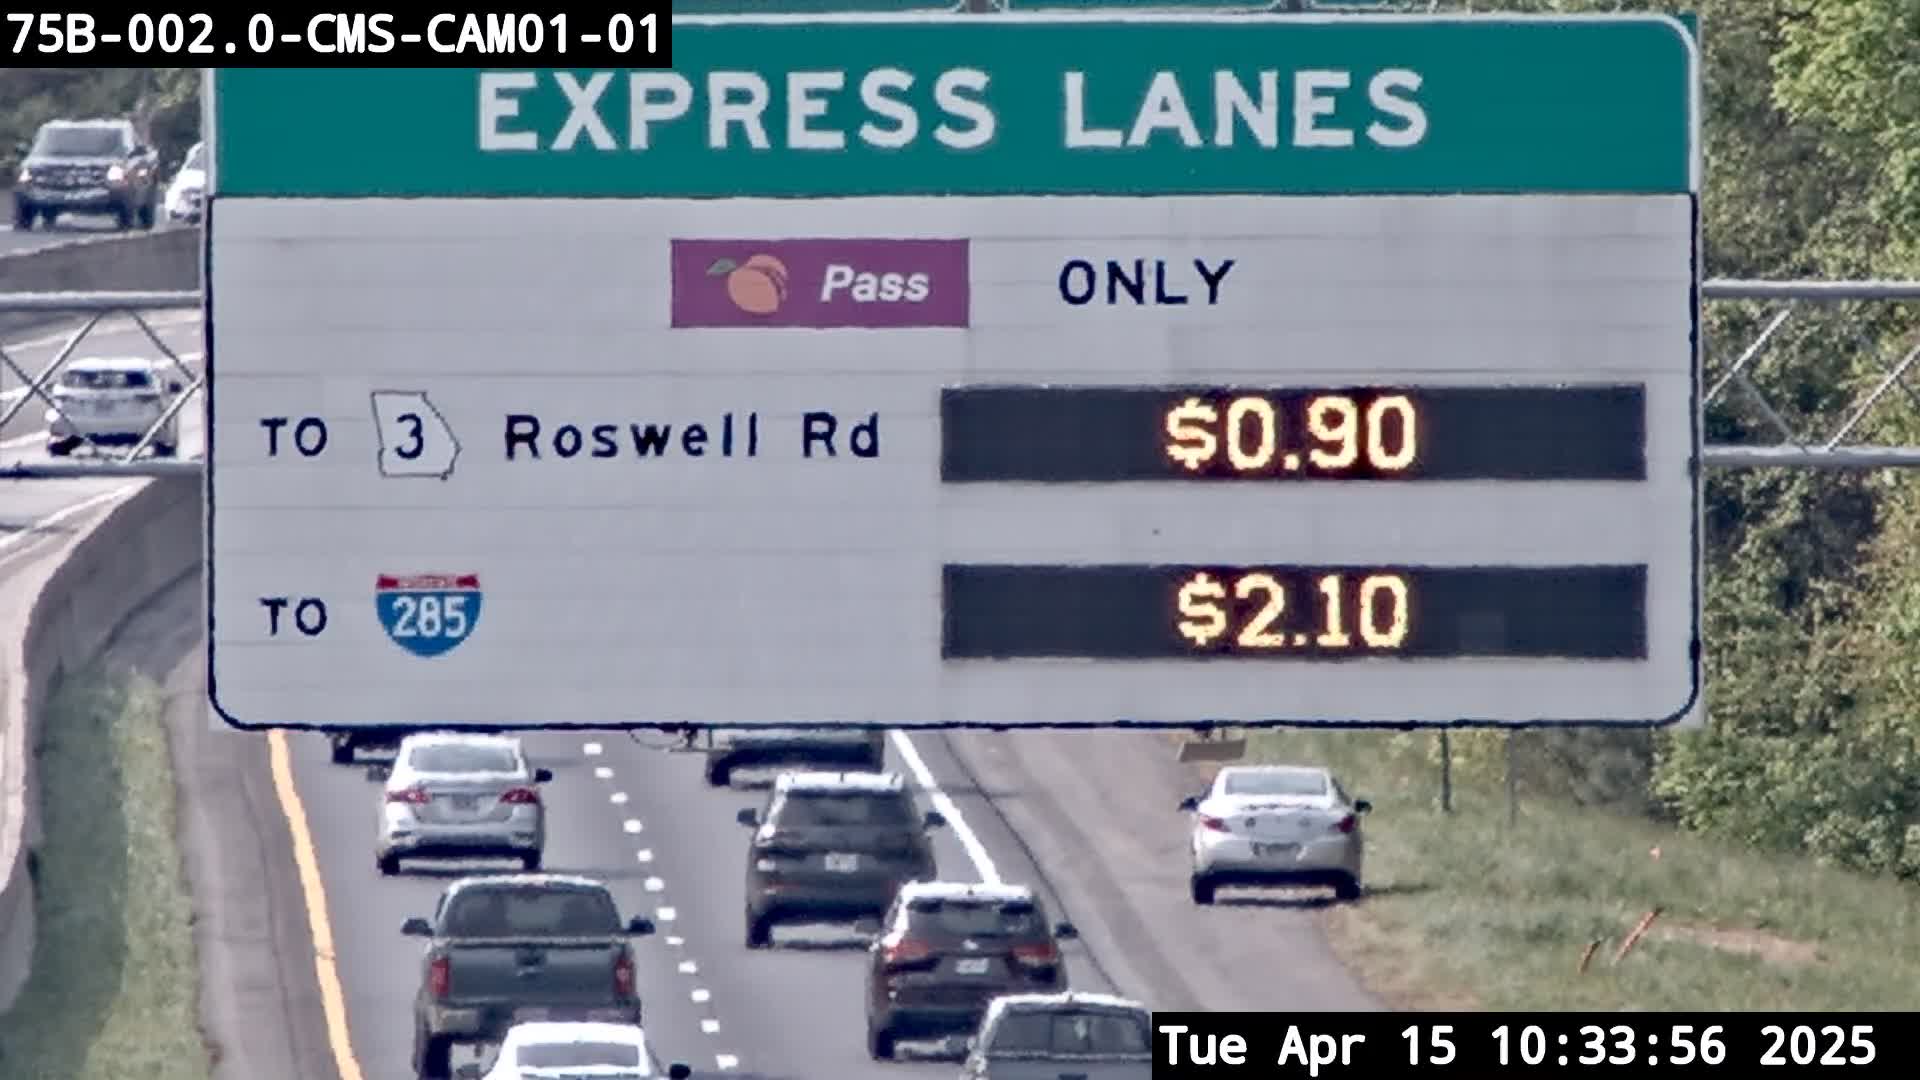 75B-002.0-CMS-CAM01-01
EXPRESS LANES
Pass ONLY
TO 3 Roswell Rd $0.90
TO 285 $2.10
Tue Apr 15 10:33:56 2025